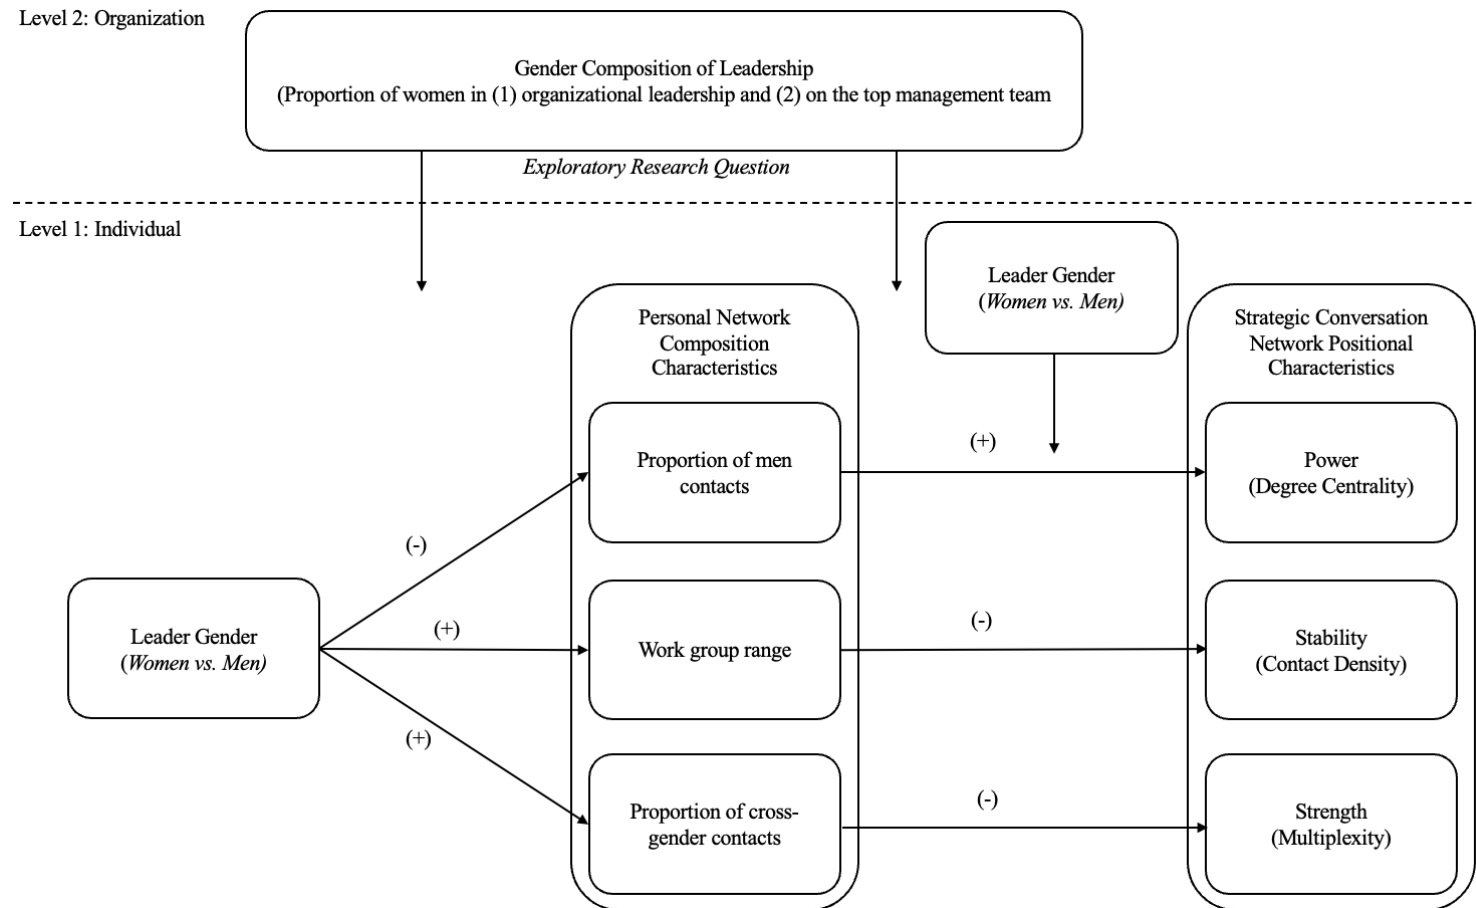 Level 2: Organization
Gender Composition of Leadership
(Proportion of women in (1) organizational leadership and (2) on the top management team
Exploratory Research Question
Level 1: Individual
Leader Gender
(Women vs. Men)
Personal Network
Composition
Characteristics
Strategic Conversation
Network Positional
Characteristics
Proportion of men
contacts
(+)
Power
(Degree Centrality)
(-)
Leader Gender
(Women vs. Men)
(+)
Work group range
(-)
Stability
(Contact Density)
(+)
Proportion of cross-
gender contacts
(-)
Strength
(Multiplexity)